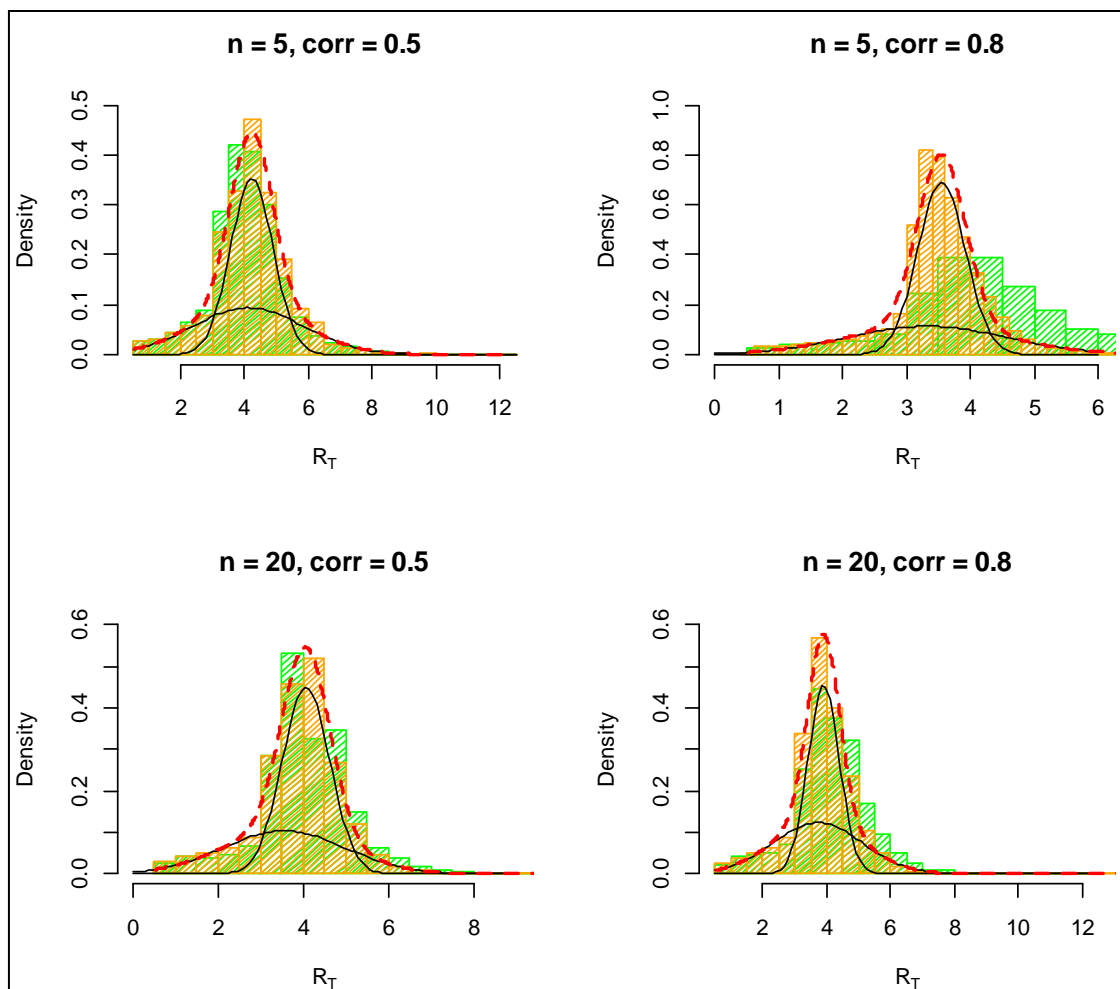 n = 5, corr = 0.5
Density
0.0 0.1 0.2 0.3 0.4 0.5
2 4 6 8 10 12
R_T
n = 5, corr = 0.8
Density
0.0 0.2 0.4 0.6 0.8 1.0
0 1 2 3 4 5 6
R_T
n = 20, corr = 0.5
Density
0.0 0.2 0.4 0.6
0 2 4 6 8
R_T
n = 20, corr = 0.8
Density
0.0 0.2 0.4 0.6
2 4 6 8 10 12
R_T